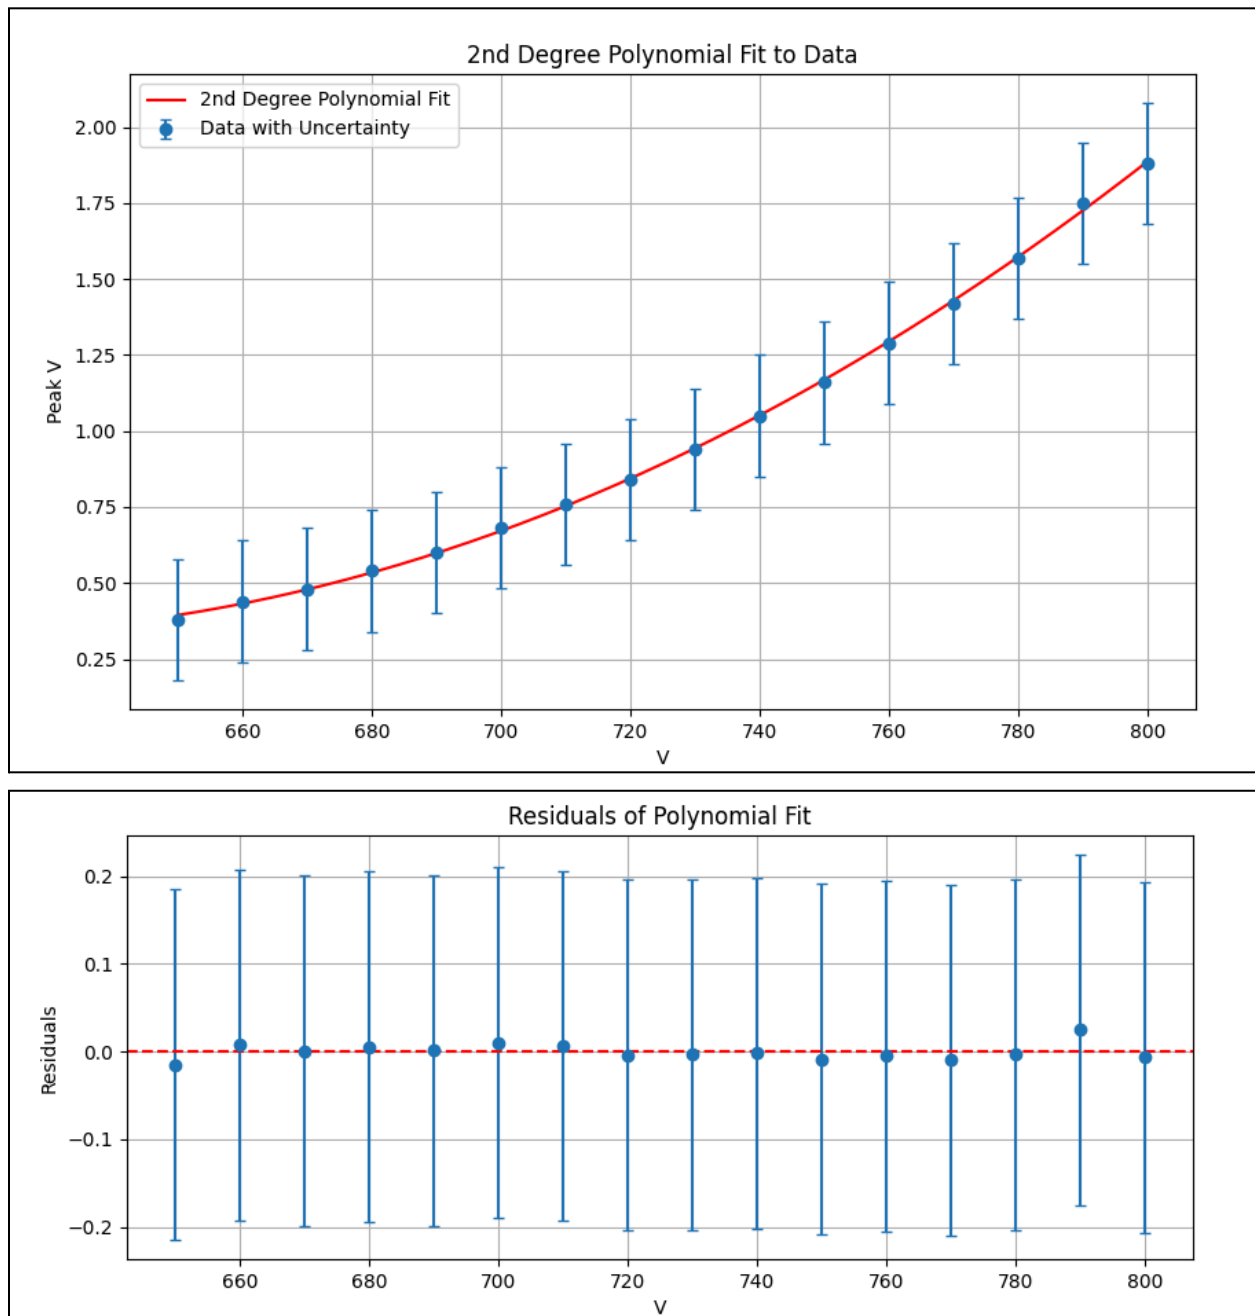 2nd Degree Polynomial Fit to Data
2nd Degree Polynomial Fit
Data with Uncertainty
2.00
1.75
1.50
1.25
1.00
0.75
0.50
0.25
Peak V
660 680 700 720 740 760 780 800
V
Residuals of Polynomial Fit
0.2
0.1
0.0
−0.1
−0.2
Residuals
660 680 700 720 740 760 780 800
V